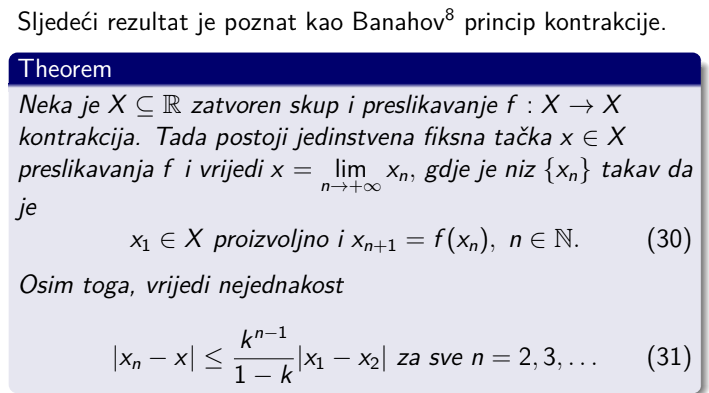 Sljedeći rezultat je poznat kao Banahov⁸ princip kontrakcije.
Theorem
Neka je X ⊆ ℝ zatvoren skup i preslikavanje f : X → X
kontrakcija. Tada postoji jedinstvena fiksna tačka x ∈ X
preslikavanja f i vrijedi x = lim_{n→+∞} xₙ, gdje je niz {xₙ} takav da
je
x₁ ∈ X proizvoljno i xₙ₊₁ = f(xₙ), n ∈ ℕ. (30)
Osim toga, vrijedi nejednakost
|xₙ − x| ≤ \frac{k^{n−1}}{1 − k}|x₁ − x₂| za sve n = 2, 3, . . . (31)